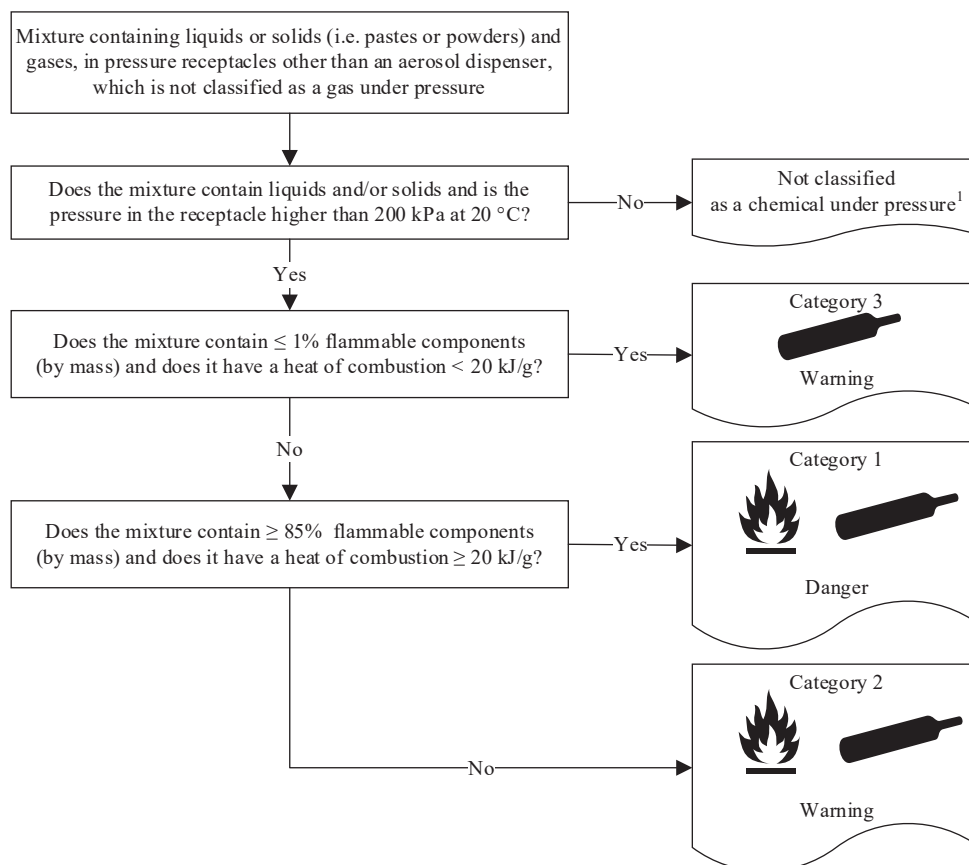 Mixture containing liquids or solids (i.e. pastes or powders) and
gases, in pressure receptacles other than an aerosol dispenser,
which is not classified as a gas under pressure
Does the mixture contain liquids and/or solids and is the
pressure in the receptacle higher than 200 kPa at 20 °C?
No
Not classified
as a chemical under pressure¹
Yes
Does the mixture contain ≤ 1% flammable components
(by mass) and does it have a heat of combustion < 20 kJ/g?
Yes
Category 3
Warning
No
Does the mixture contain ≥ 85% flammable components
(by mass) and does it have a heat of combustion ≥ 20 kJ/g?
Yes
Category 1
Danger
No
Category 2
Warning